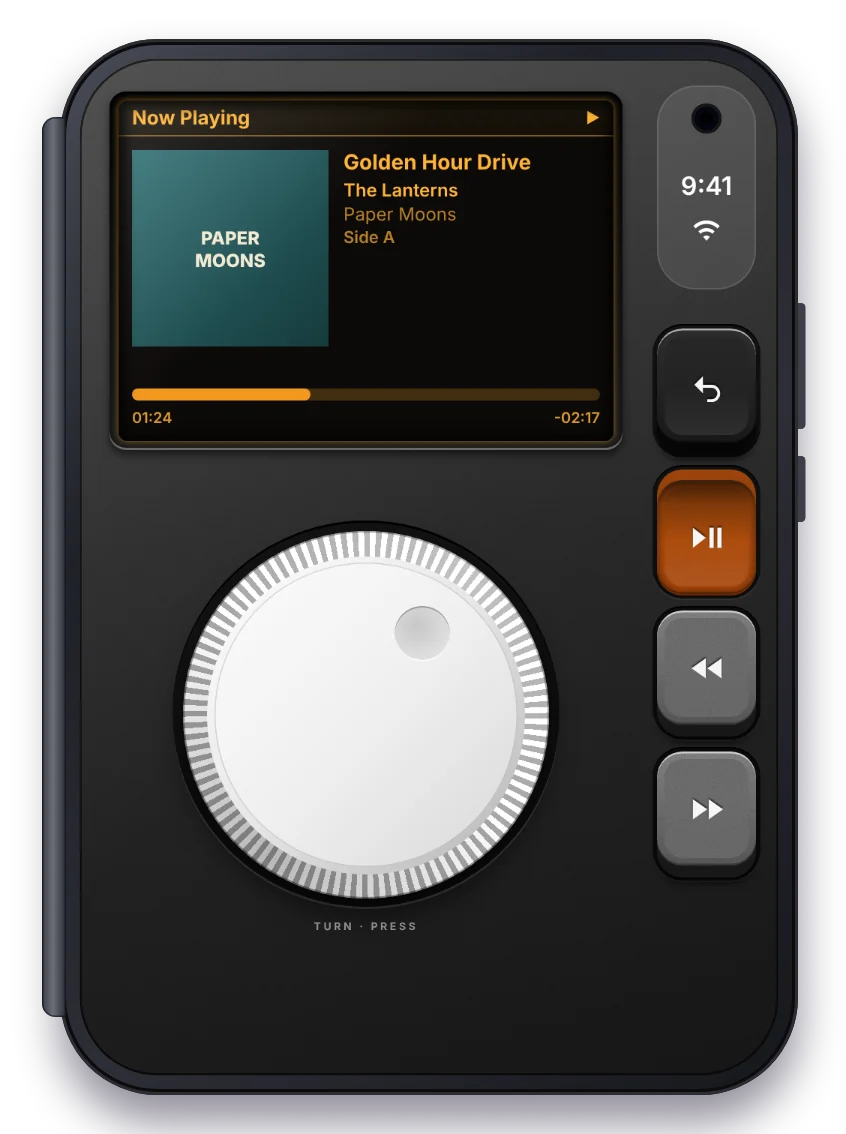 Now Playing
PAPER
MOONS
Golden Hour Drive
The Lanterns
Paper Moons
Side A
01:24
-02:17
9:41
TURN · PRESS